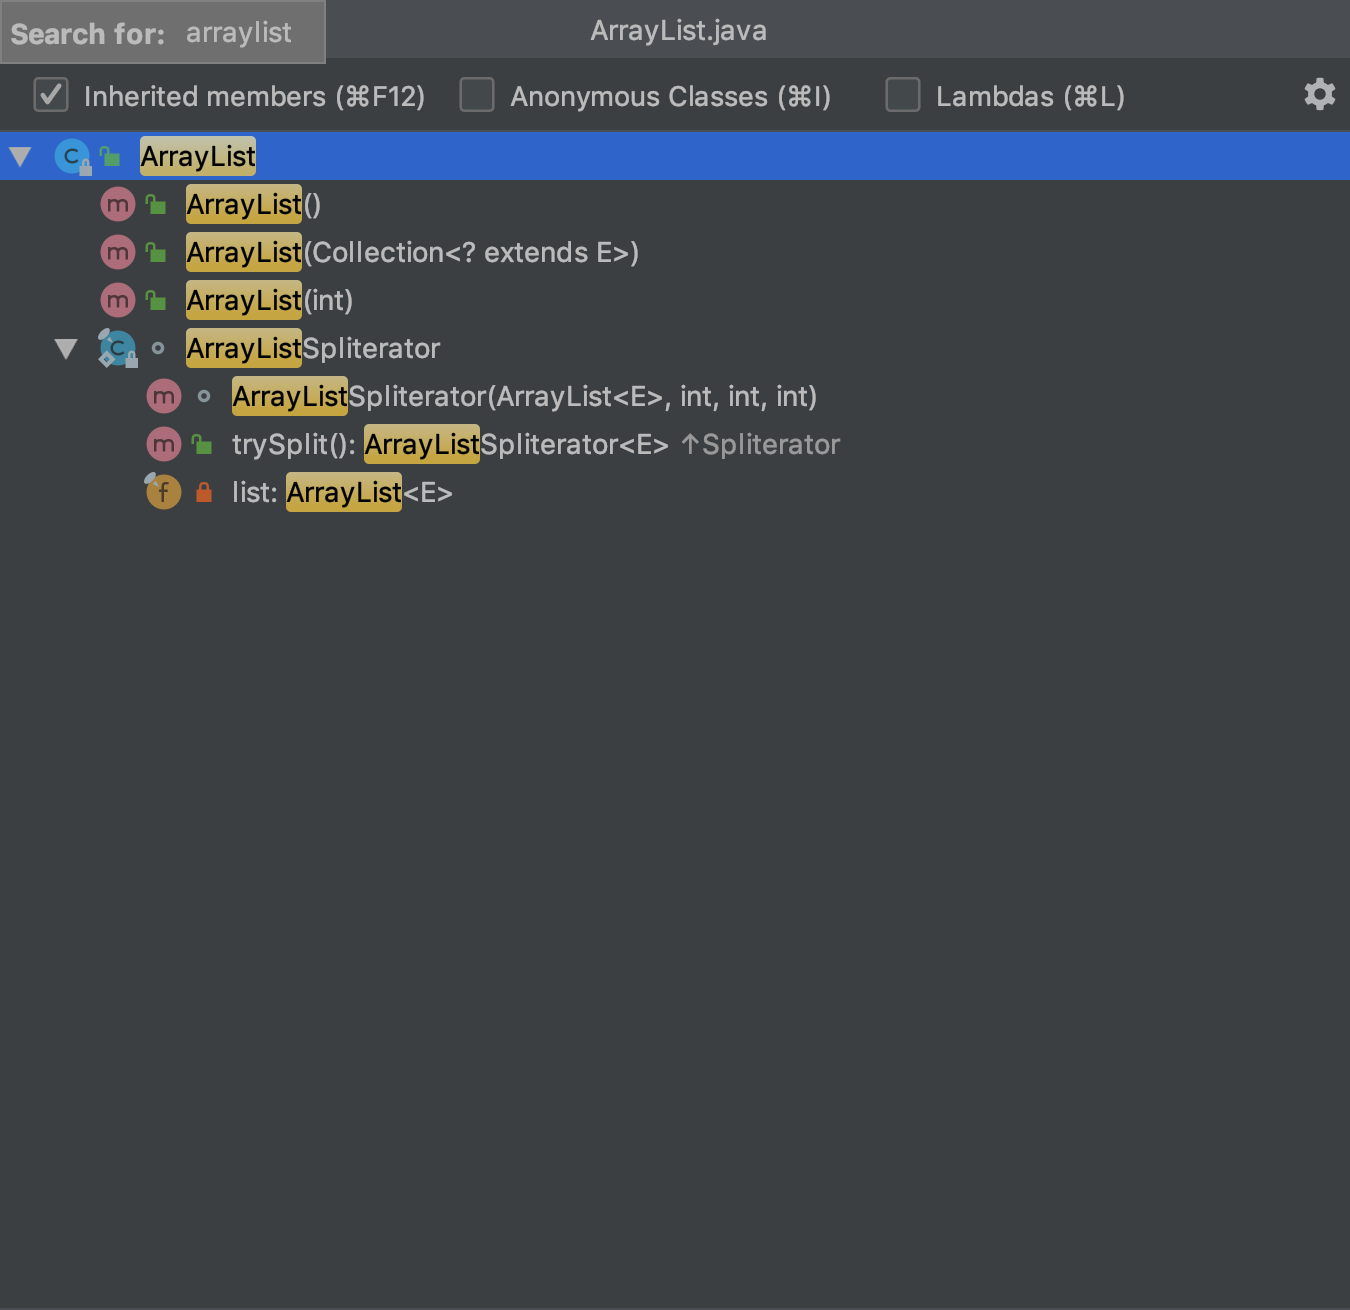 Search for: arraylist
ArrayList.java
Inherited members (⌘F12) Anonymous Classes (⌘I) Lambdas (⌘L)
C ArrayList
m ArrayList()
m ArrayList(Collection<? extends E>)
m ArrayList(int)
C ArrayListSpliterator
m ArrayListSpliterator(ArrayList<E>, int, int, int)
m trySplit(): ArrayListSpliterator<E> ↑Spliterator
f list: ArrayList<E>